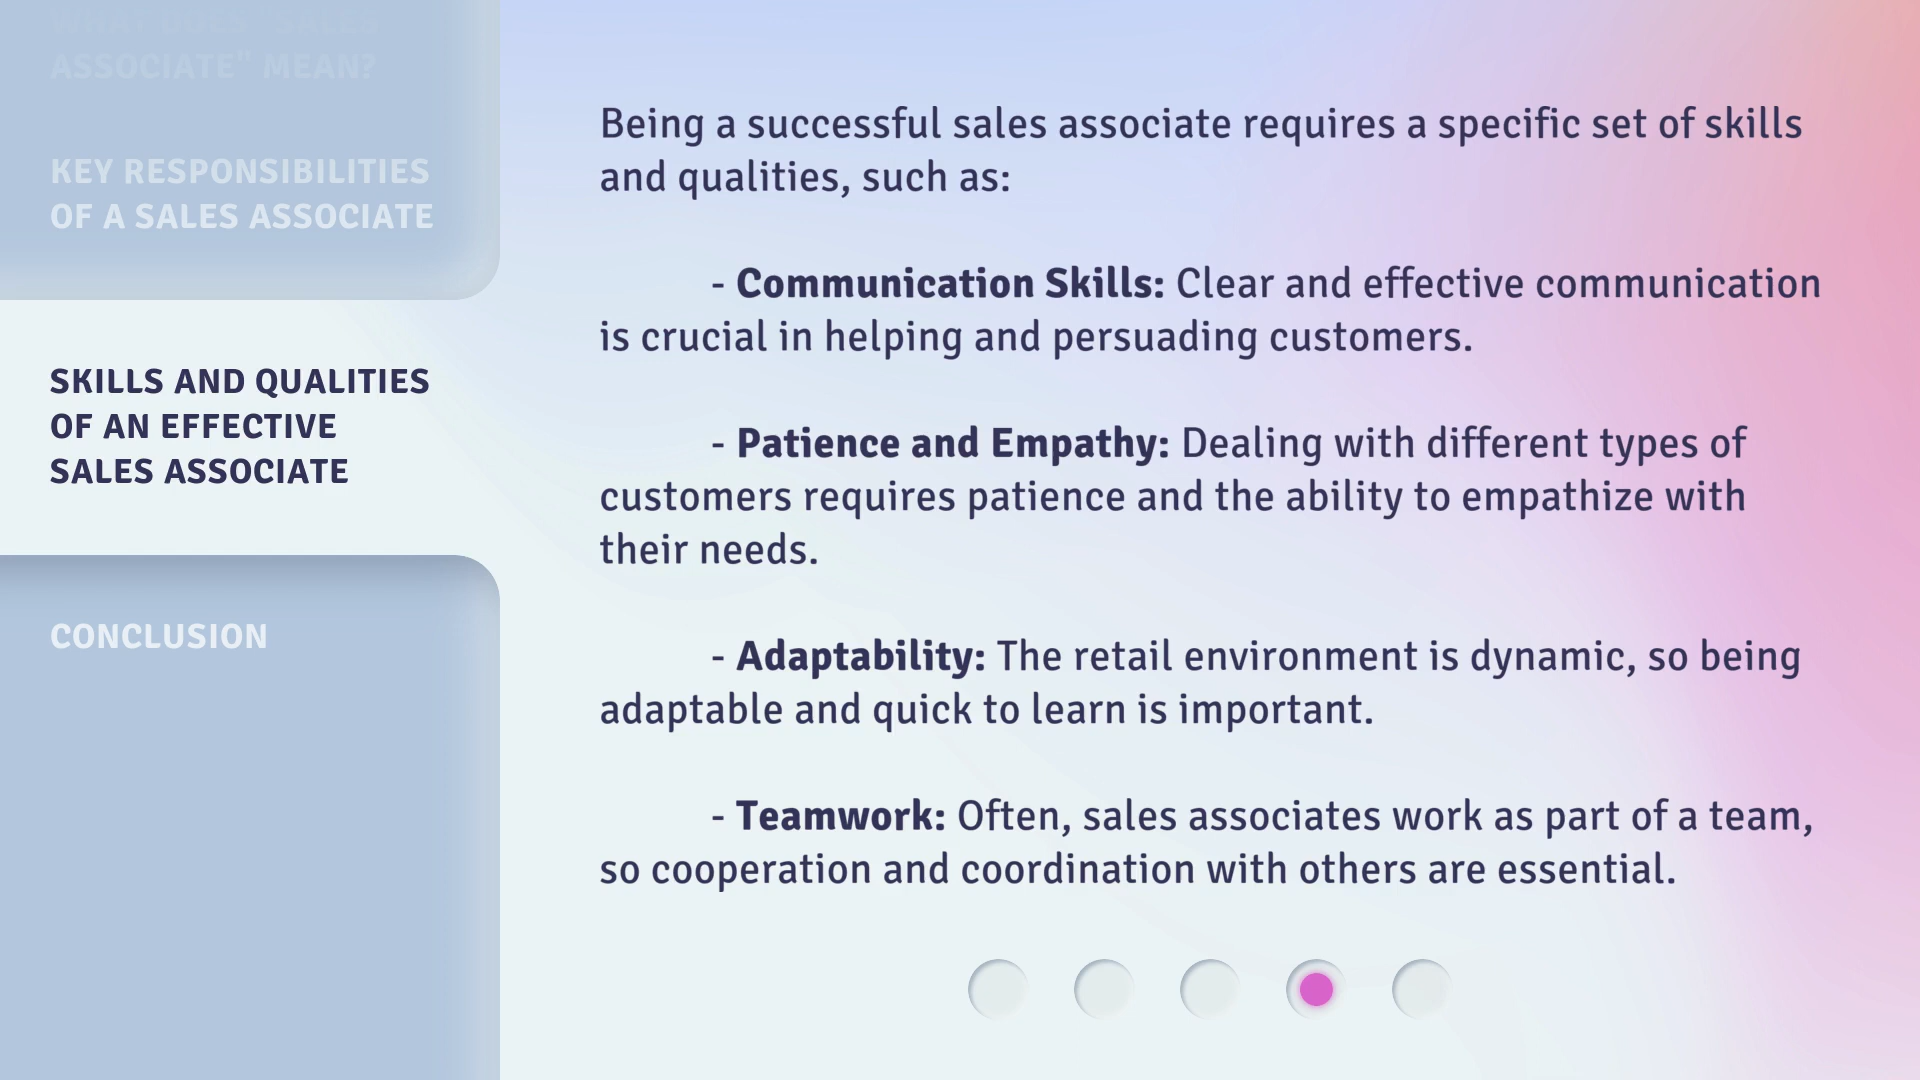 WHAT DOES "SALES
ASSOCIATE" MEAN?
KEY RESPONSIBILITIES
OF A SALES ASSOCIATE
SKILLS AND QUALITIES
OF AN EFFECTIVE
SALES ASSOCIATE
CONCLUSION
Being a successful sales associate requires a specific set of skills
and qualities, such as:
- Communication Skills: Clear and effective communication
is crucial in helping and persuading customers.
- Patience and Empathy: Dealing with different types of
customers requires patience and the ability to empathize with
their needs.
- Adaptability: The retail environment is dynamic, so being
adaptable and quick to learn is important.
- Teamwork: Often, sales associates work as part of a team,
so cooperation and coordination with others are essential.